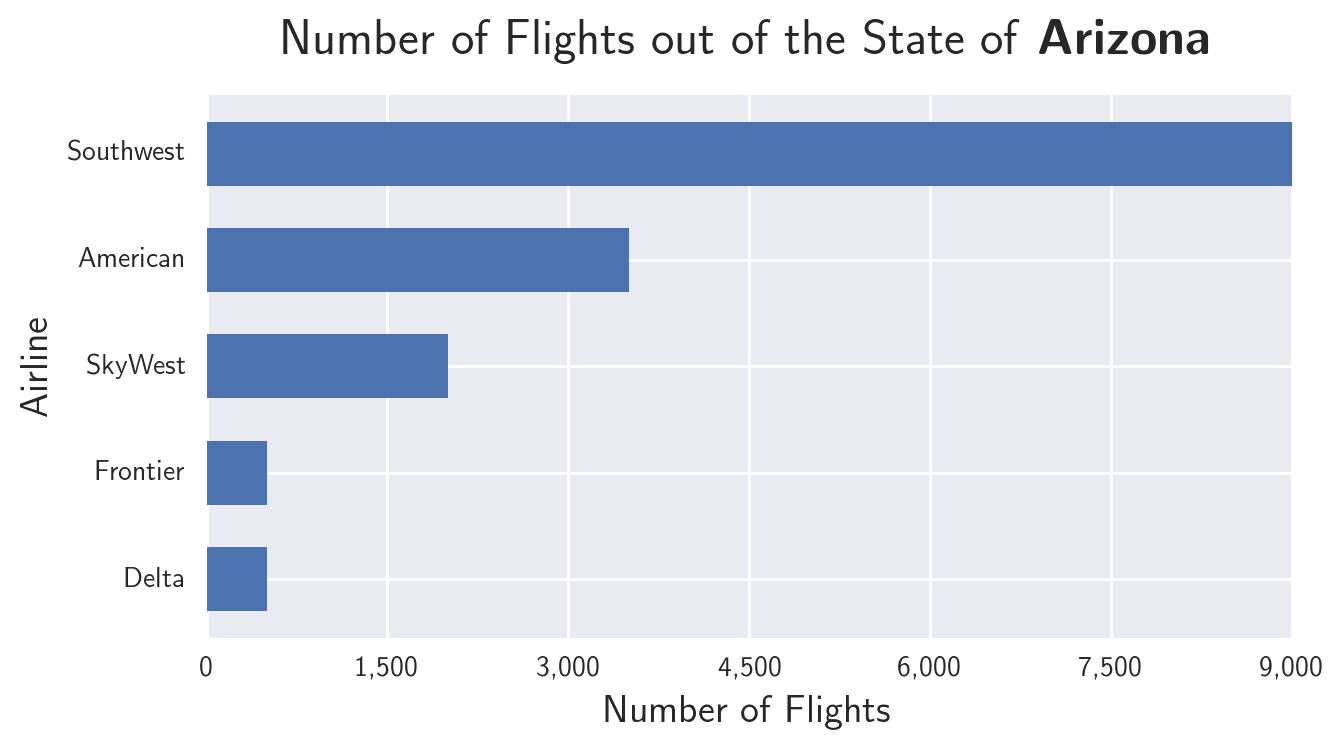 Number of Flights out of the State of Arizona
Southwest
American
SkyWest
Frontier
Delta
Airline
0 1,500 3,000 4,500 6,000 7,500 9,000
Number of Flights